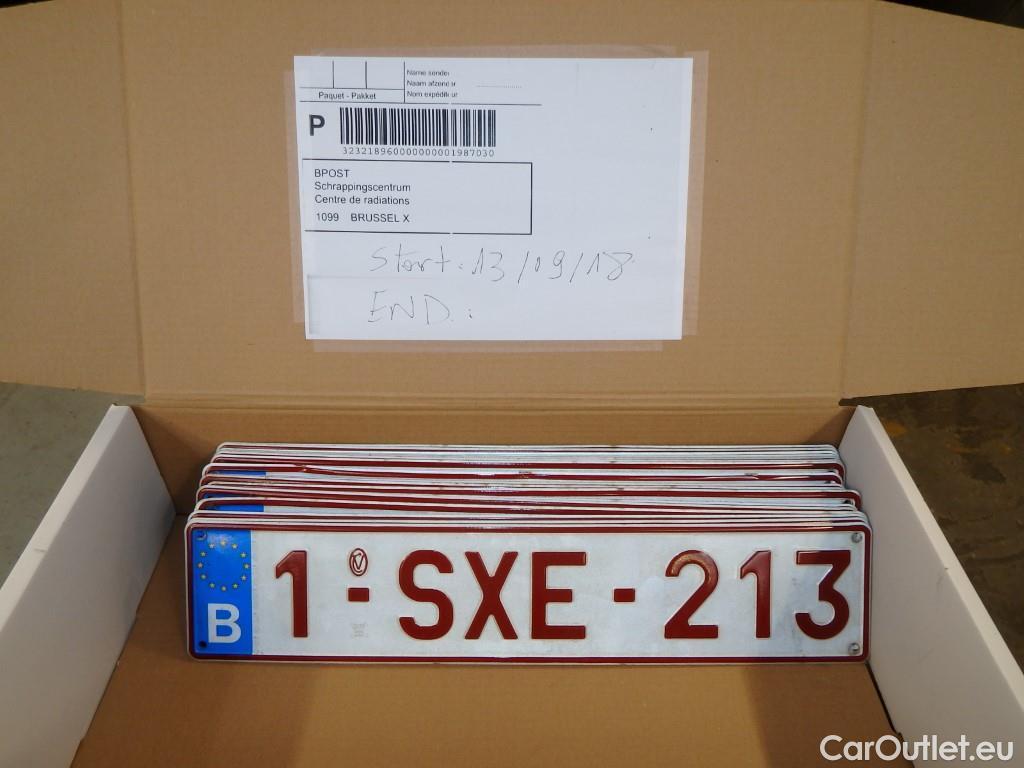 Name sender
Naam afzender
Nom expéditeur
Paquet - Pakket
P
323218960000000001987030
BPOST
Schrappingscentrum
Centre de radiations
1099 BRUSSEL X
Start: 13/09/18
END.:
B 1-SXE-213
CarOutlet.eu